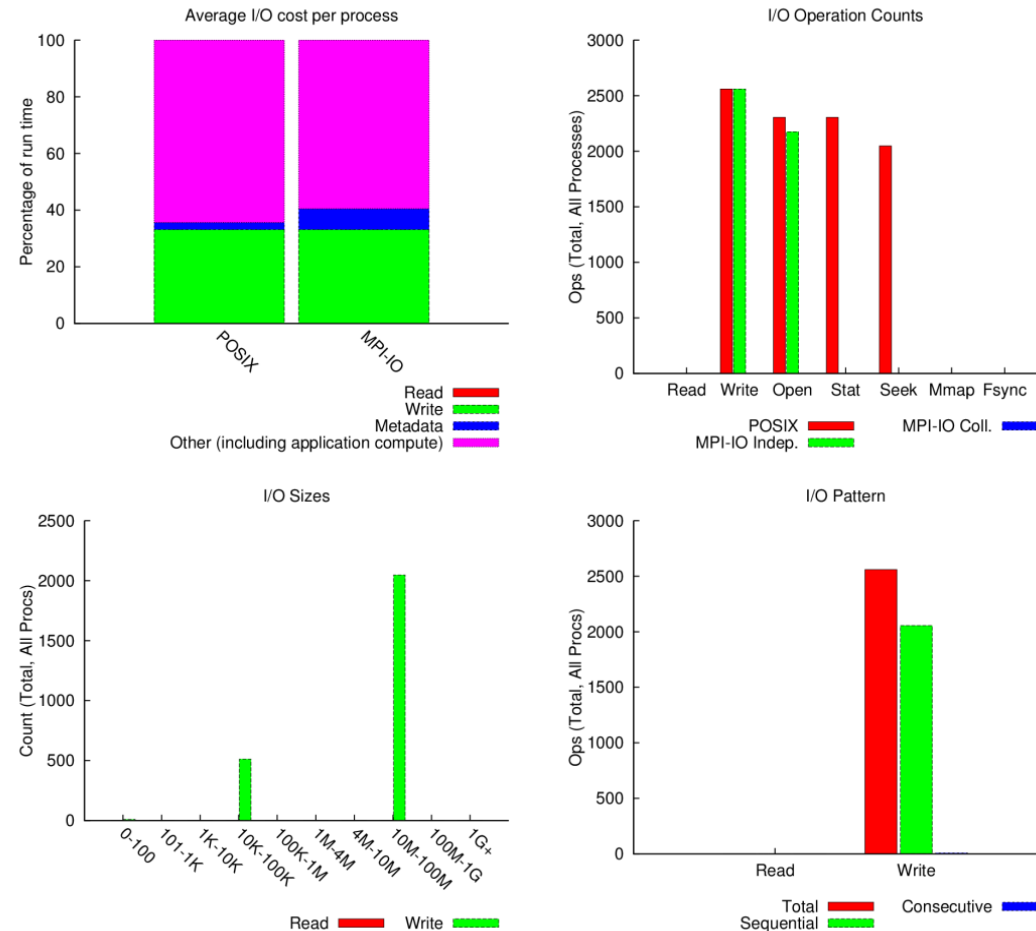 Average I/O cost per process
Percentage of run time
100
80
60
40
20
0
POSIX
MPI-IO
Read
Write
Metadata
Other (including application compute)
I/O Operation Counts
Ops (Total, All Processes)
3000
2500
2000
1500
1000
500
0
Read Write Open Stat Seek Mmap Fsync
POSIX MPI-IO Coll.
MPI-IO Indep.
I/O Sizes
Count (Total, All Procs)
2500
2000
1500
1000
500
0
0-100
101-1K
1K-10K
10K-100K
100K-1M
1M-4M
4M-10M
10M-100M
100M-1G
1G+
Read Write
I/O Pattern
Ops (Total, All Procs)
3000
2500
2000
1500
1000
500
0
Read Write
Total Consecutive
Sequential